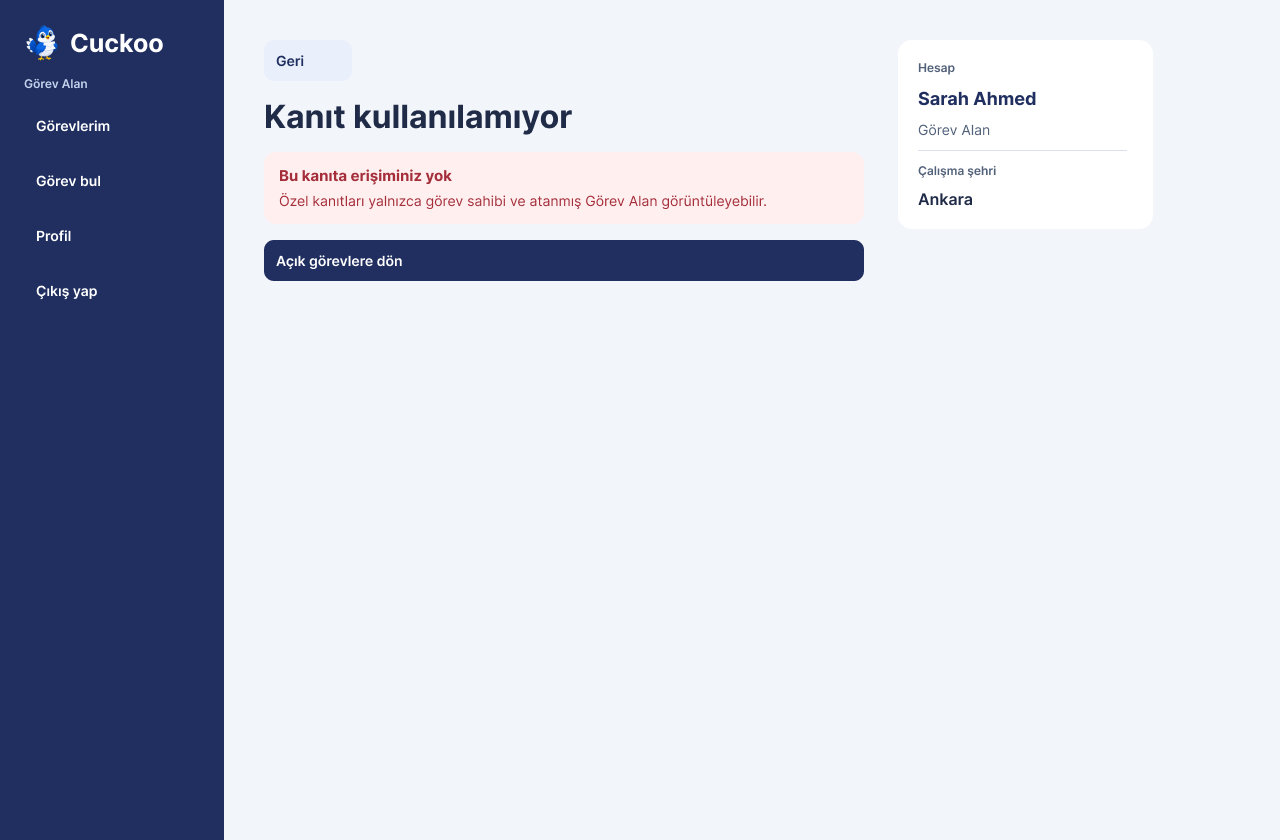 Cuckoo
Görev Alan
Görevlerim
Görev bul
Profil
Çıkış yap
Geri
Kanıt kullanılamıyor
Bu kanıta erişiminiz yok
Özel kanıtları yalnızca görev sahibi ve atanmış Görev Alan görüntüleyebilir.
Açık görevlere dön
Hesap
Sarah Ahmed
Görev Alan
Çalışma şehri
Ankara